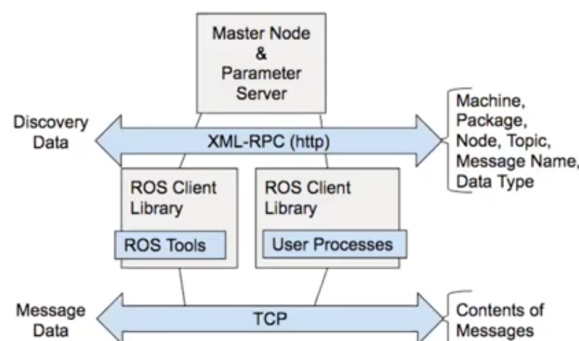 Master Node
&
Parameter
Server
Discovery
Data
XML-RPC (http)
Machine,
Package,
Node, Topic,
Message Name,
Data Type
ROS Client
Library
ROS Tools
ROS Client
Library
User Processes
Message
Data
TCP
Contents of
Messages